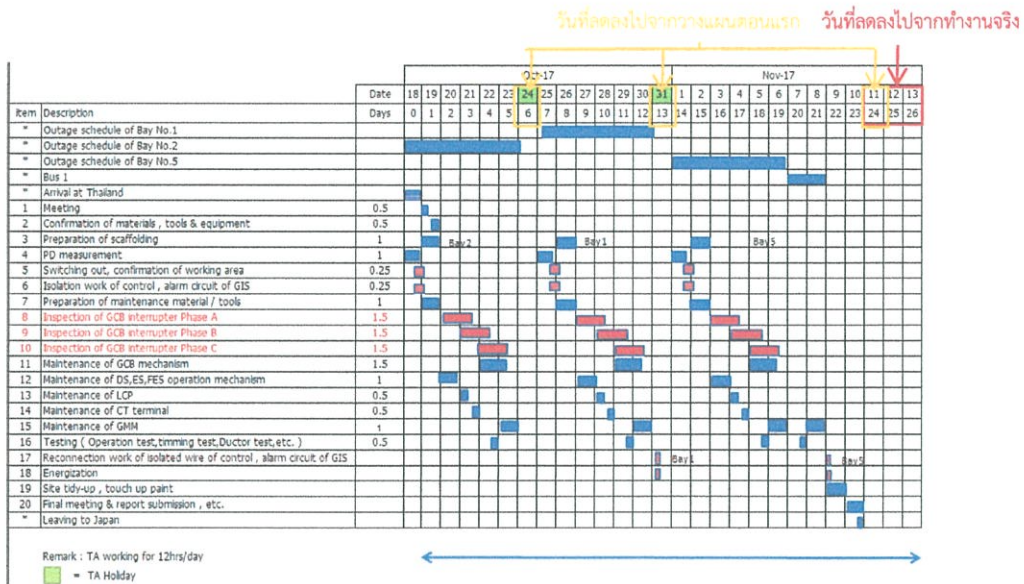 วันที่ลดลงไปจากวางแผนตอนแรก วันที่ลดลงไปจากทำงานจริง
Oct-17 Nov-17
Date 18 19 20 21 22 23 24 25 26 27 28 29 30 31 1 2 3 4 5 6 7 8 9 10 11 12 13
Item Description Days 0 1 2 3 4 5 6 7 8 9 10 11 12 13 14 15 16 17 18 19 20 21 22 23 24 25 26
* Outage schedule of Bay No.1
* Outage schedule of Bay No.2
* Outage schedule of Bay No.5
* Bus 1
* Arrival at Thailand
1 Meeting 0.5
2 Confirmation of materials , tools & equipment 0.5
3 Preparation of scaffolding 1 Bay2 Bay1 Bay5
4 PD measurement 1
5 Switching out, confirmation of working area 0.25
6 Isolation work of control , alarm circuit of GIS 0.25
7 Preparation of maintenance material / tools 1
8 Inspection of GCB interrupter Phase A 1.5
9 Inspection of GCB interrupter Phase B 1.5
10 Inspection of GCB interrupter Phase C 1.5
11 Maintenance of GCB mechanism 1.5
12 Maintenance of DS,ES,FES operation mechanism 1
13 Maintenance of LCP 0.5
14 Maintenance of CT terminal 0.5
15 Maintenance of GMM 1
16 Testing ( Operation test,timming test,Ductor test,etc. ) 0.5
17 Reconnection work of isolated wire of control , alarm circuit of GIS Bay1 Bay5
18 Energization
19 Site tidy-up , touch up paint
20 Final meeting & report submission , etc.
* Leaving to Japan
Remark : TA working for 12hrs/day
= TA Holiday